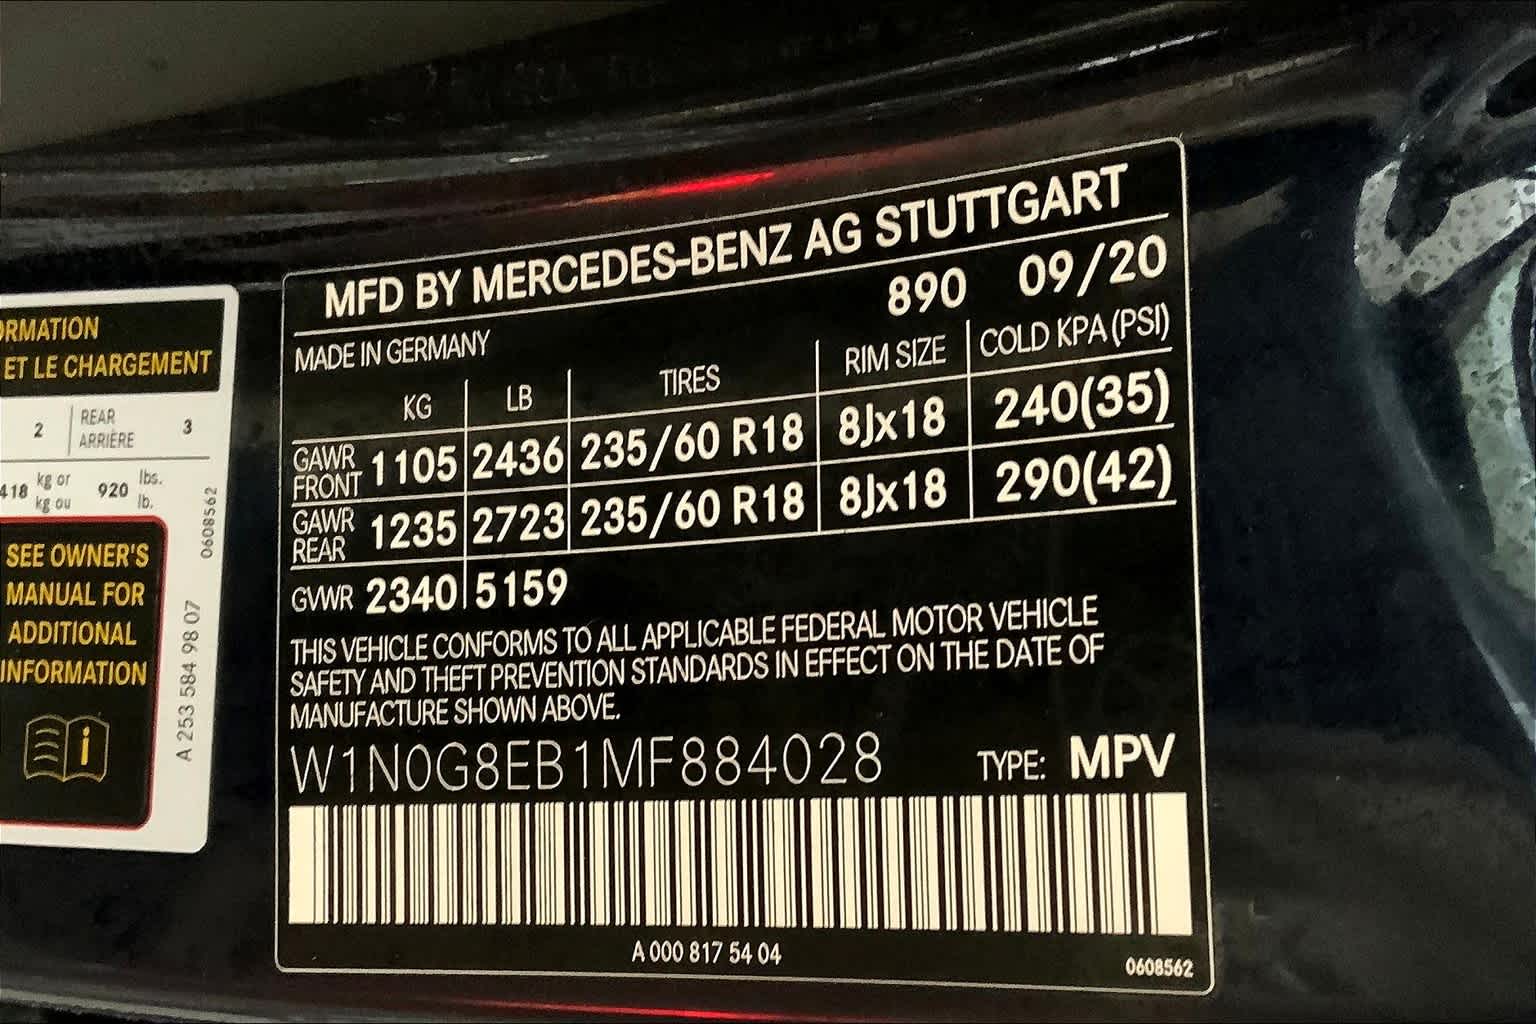 ORMATION
ET LE CHARGEMENT
2 REAR 3
ARRIÈRE
418 kg or 920 lbs.
kg ou lb.
SEE OWNER'S
MANUAL FOR
ADDITIONAL
INFORMATION
i
0608562
A 253 584 98 07
MFD BY MERCEDES-BENZ AG STUTTGART
890 09/20
MADE IN GERMANY
KG LB TIRES RIM SIZE COLD KPA (PSI)
GAWR FRONT 1105 2436 235/60 R18 8Jx18 240(35)
GAWR REAR 1235 2723 235/60 R18 8Jx18 290(42)
GVWR 2340 5159
THIS VEHICLE CONFORMS TO ALL APPLICABLE FEDERAL MOTOR VEHICLE
SAFETY AND THEFT PREVENTION STANDARDS IN EFFECT ON THE DATE OF
MANUFACTURE SHOWN ABOVE.
W1N0G8EB1MF884028 TYPE: MPV
A 000 817 54 04
0608562